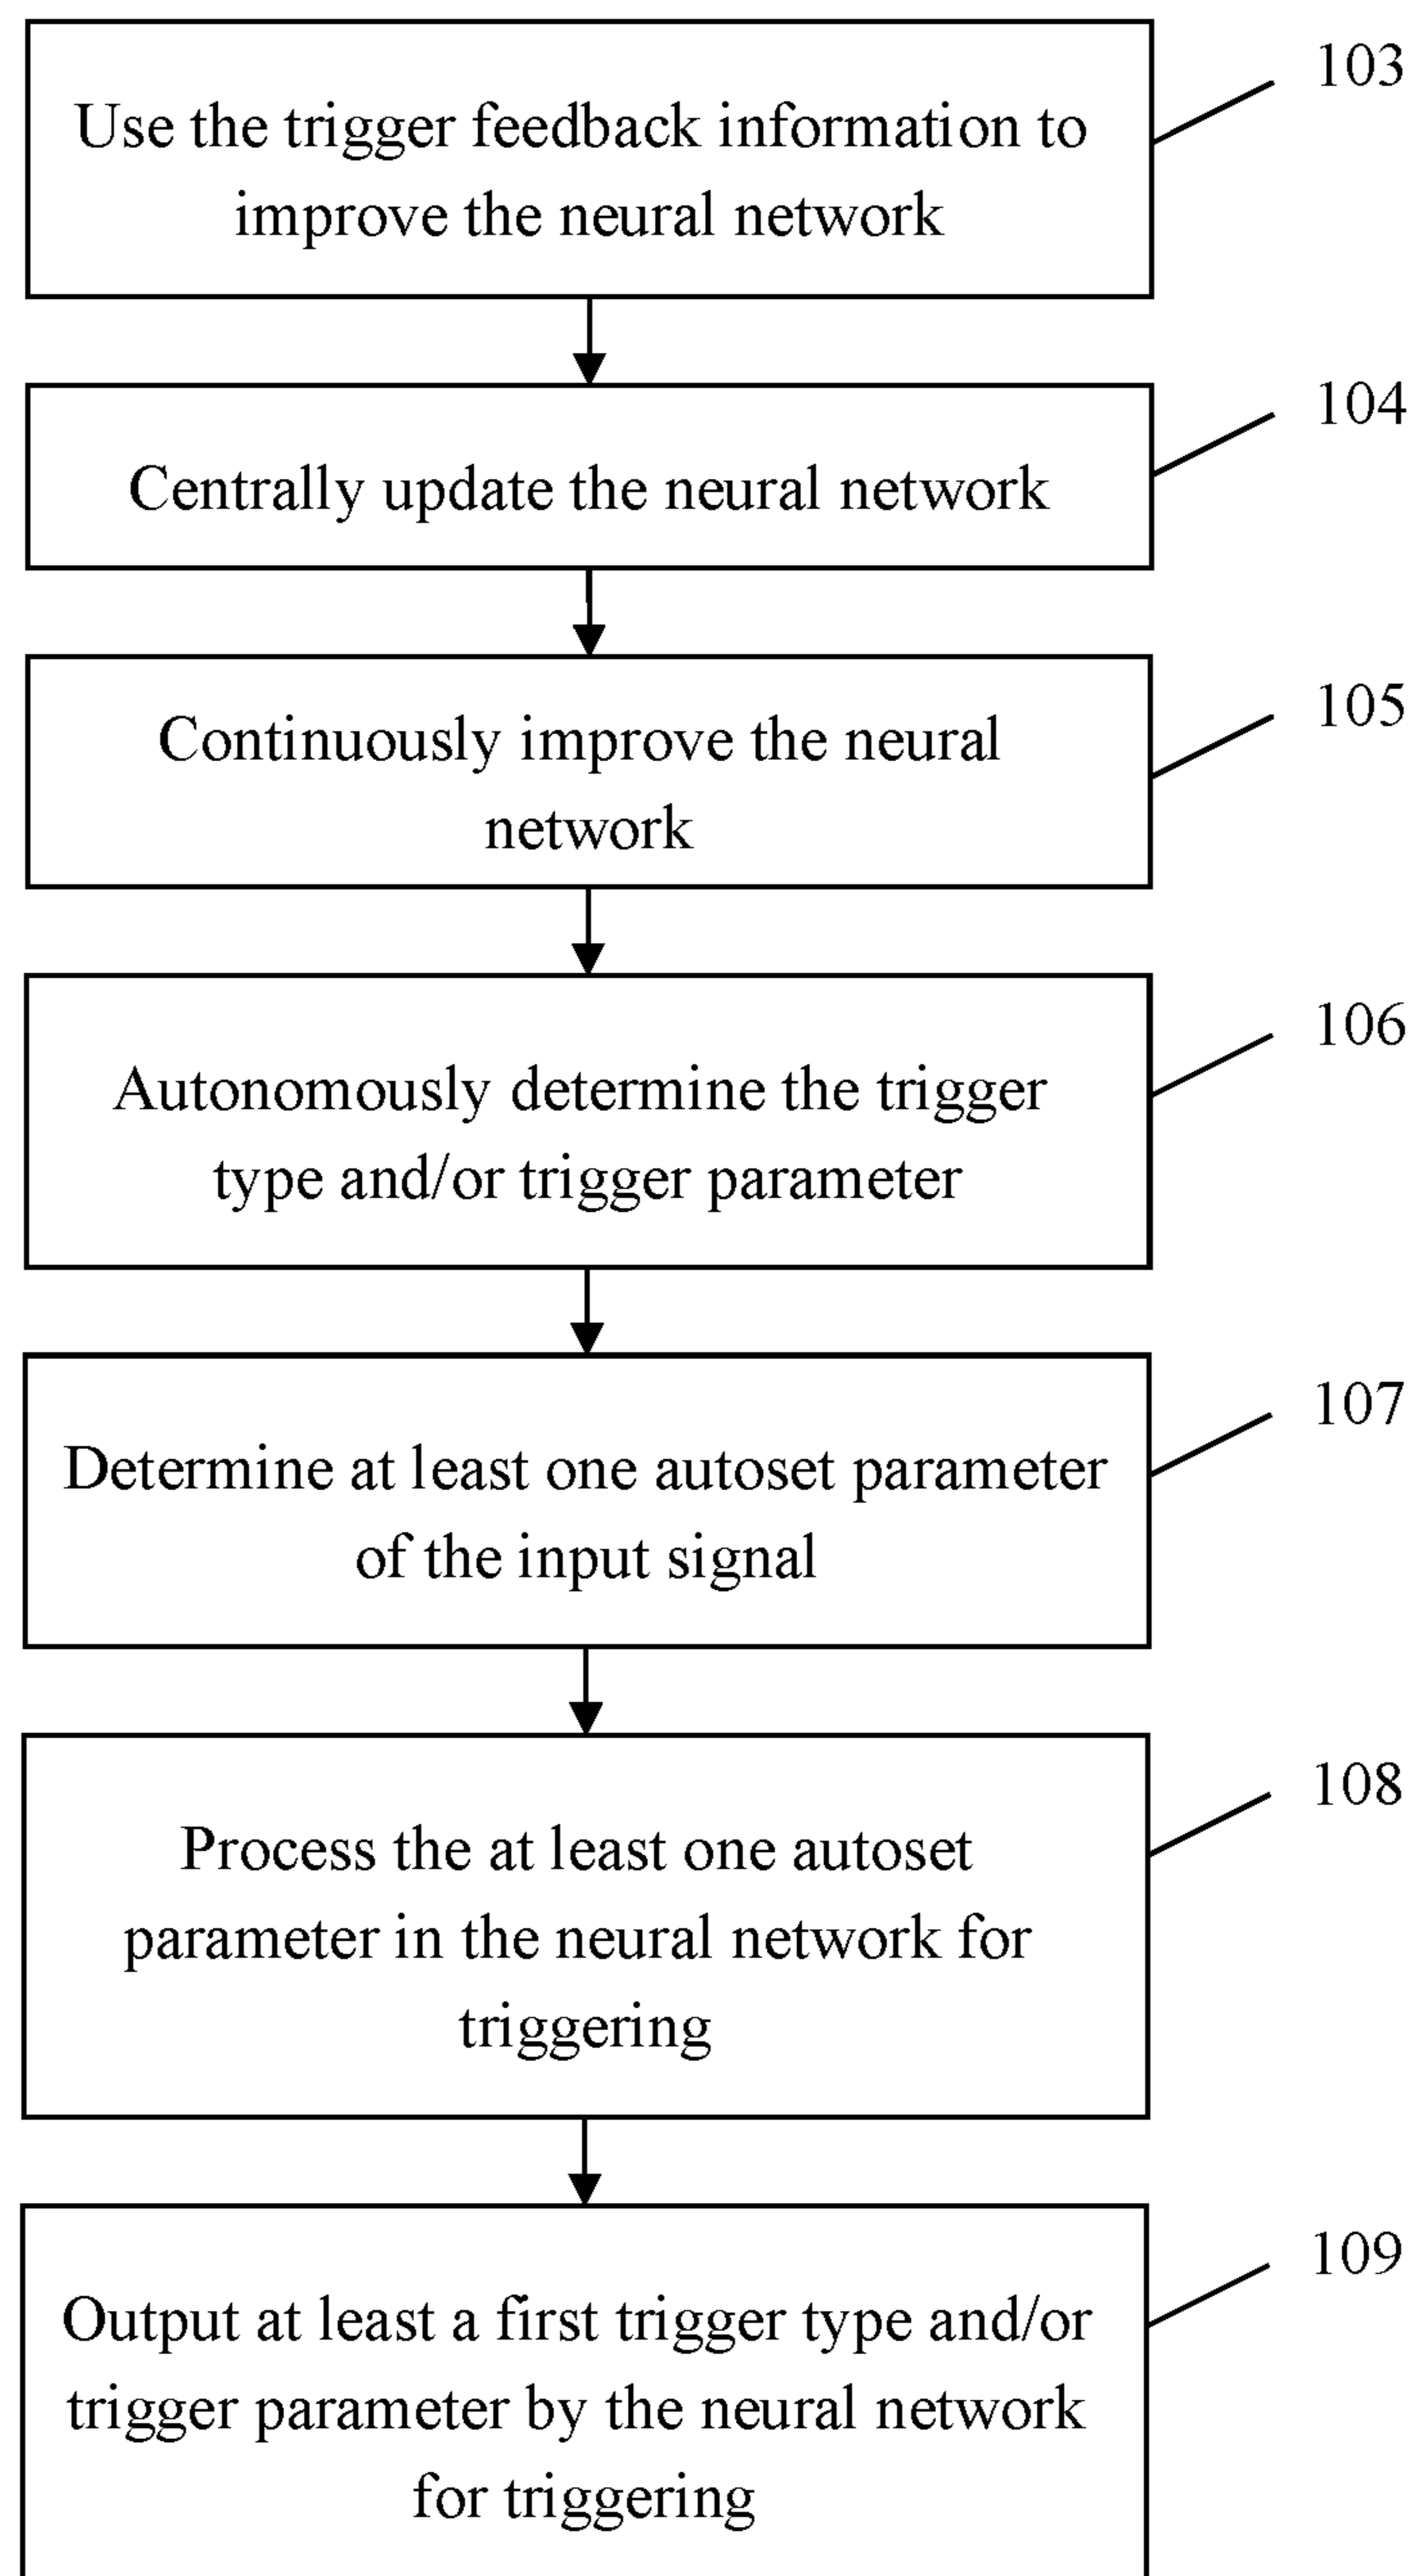 103
Use the trigger feedback information to
improve the neural network
104
Centrally update the neural network
105
Continuously improve the neural
network
106
Autonomously determine the trigger
type and/or trigger parameter
107
Determine at least one autoset parameter
of the input signal
108
Process the at least one autoset
parameter in the neural network for
triggering
109
Output at least a first trigger type and/or
trigger parameter by the neural network
for triggering